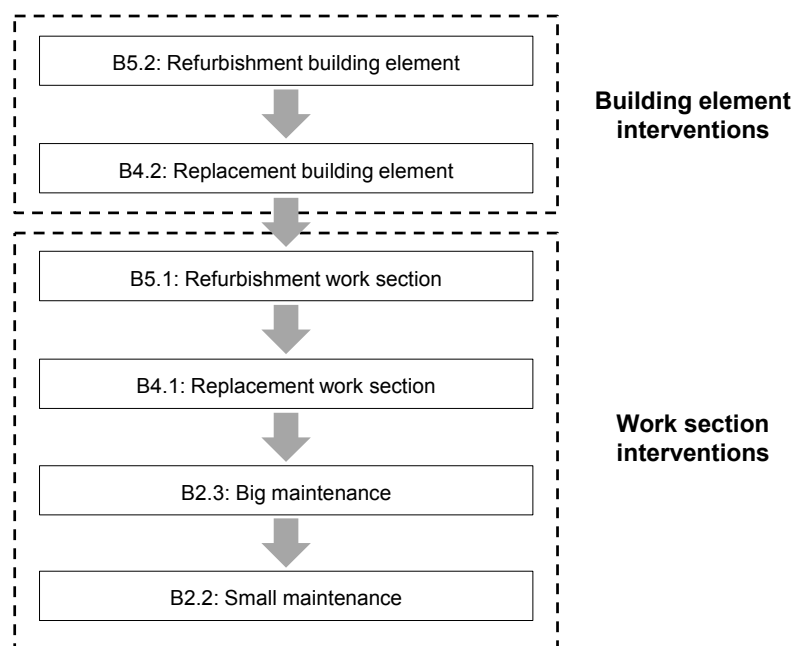 B5.2: Refurbishment building element
Building element
interventions
B4.2: Replacement building element
B5.1: Refurbishment work section
B4.1: Replacement work section
Work section
interventions
B2.3: Big maintenance
B2.2: Small maintenance